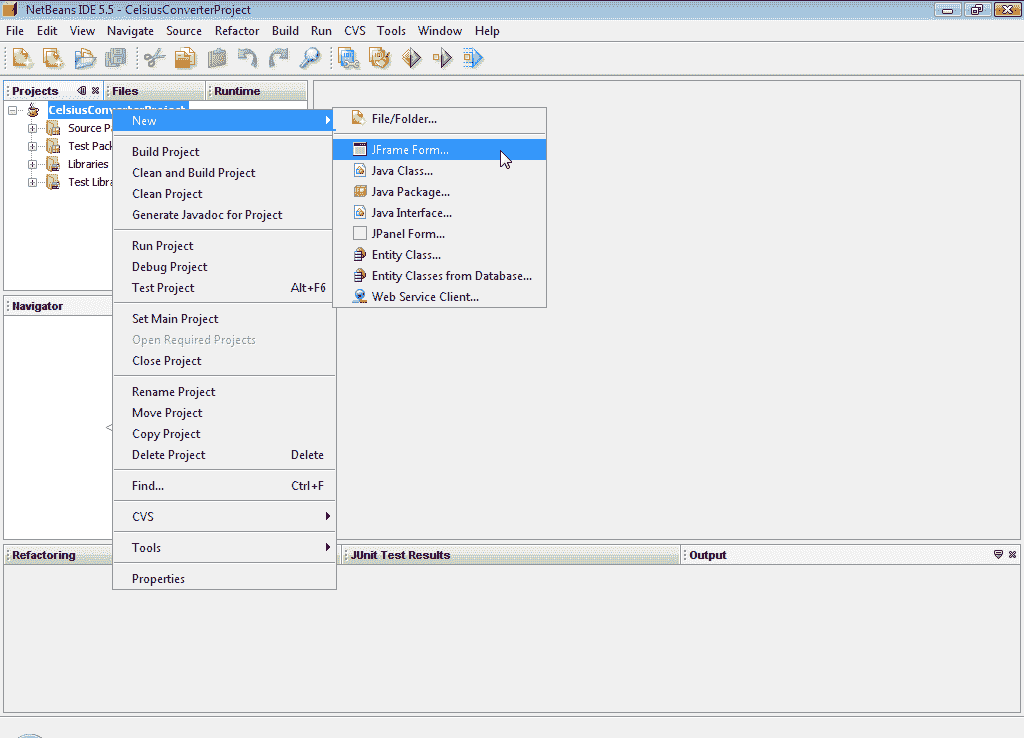 NetBeans IDE 5.5 - CelsiusConverterProject
File Edit View Navigate Source Refactor Build Run CVS Tools Window Help
Projects Files Runtime
CelsiusConverterProject
Source P
Test Pack
Libraries
Test Libra
New
Build Project
Clean and Build Project
Clean Project
Generate Javadoc for Project
Run Project
Debug Project
Test Project Alt+F6
Set Main Project
Open Required Projects
Close Project
Rename Project
Move Project
Copy Project
Delete Project Delete
Find... Ctrl+F
CVS
Tools
Properties
File/Folder...
JFrame Form...
Java Class...
Java Package...
Java Interface...
JPanel Form...
Entity Class...
Entity Classes from Database...
Web Service Client...
Navigator
Refactoring JUnit Test Results Output